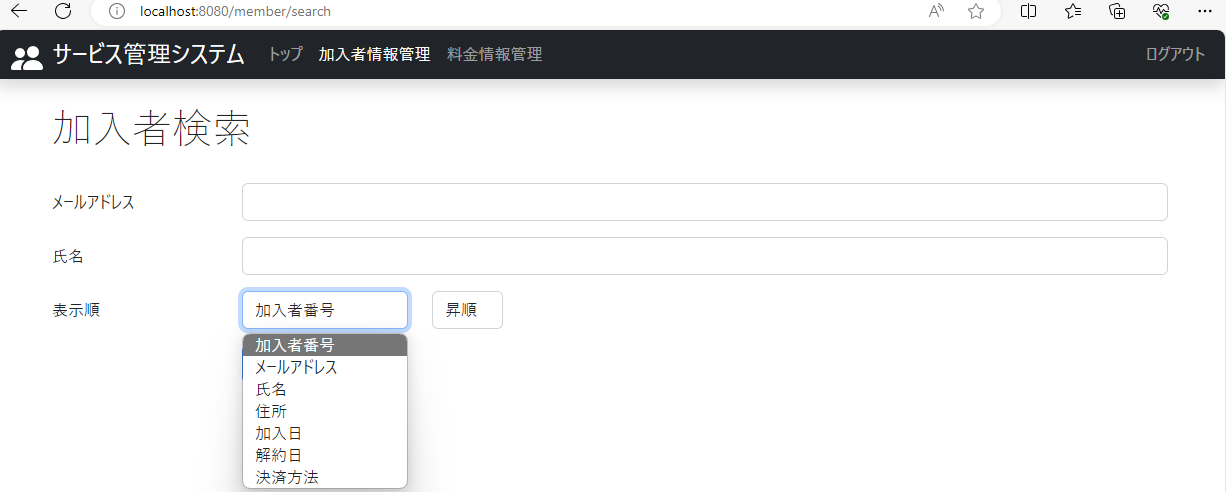 localhost:8080/member/search
サービス管理システム トップ 加入者情報管理 料金情報管理 ログアウト
加入者検索
メールアドレス
氏名
表示順 加入者番号 昇順
加入者番号
メールアドレス
氏名
住所
加入日
解約日
決済方法